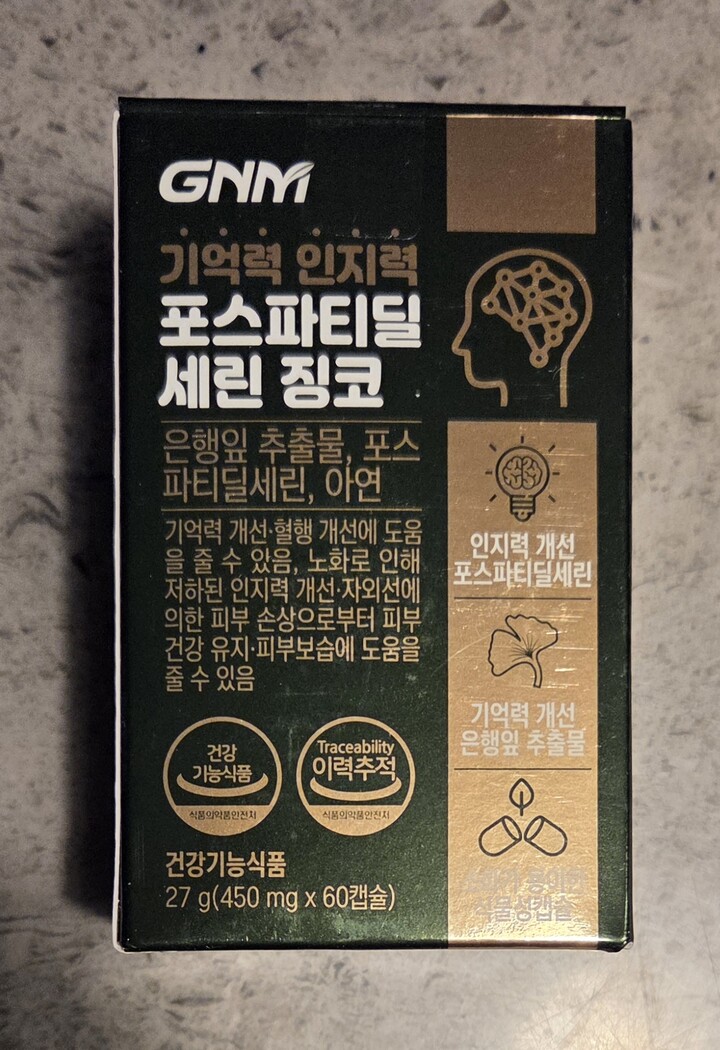 GNM
기억력 인지력
포스파티딜
세린 징코
은행잎 추출물, 포스
파티딜세린, 아연
기억력 개선·혈행 개선에 도움
을 줄 수 있음, 노화로 인해
저하된 인지력 개선·자외선에
의한 피부 손상으로부터 피부
건강 유지·피부보습에 도움을
줄 수 있음
건강
기능식품
식품의약품안전처
Traceability
이력추적
식품의약품안전처
건강기능식품
27 g(450 mg x 60캡슐)
인지력 개선
포스파티딜세린
기억력 개선
은행잎 추출물
식물성캡슐